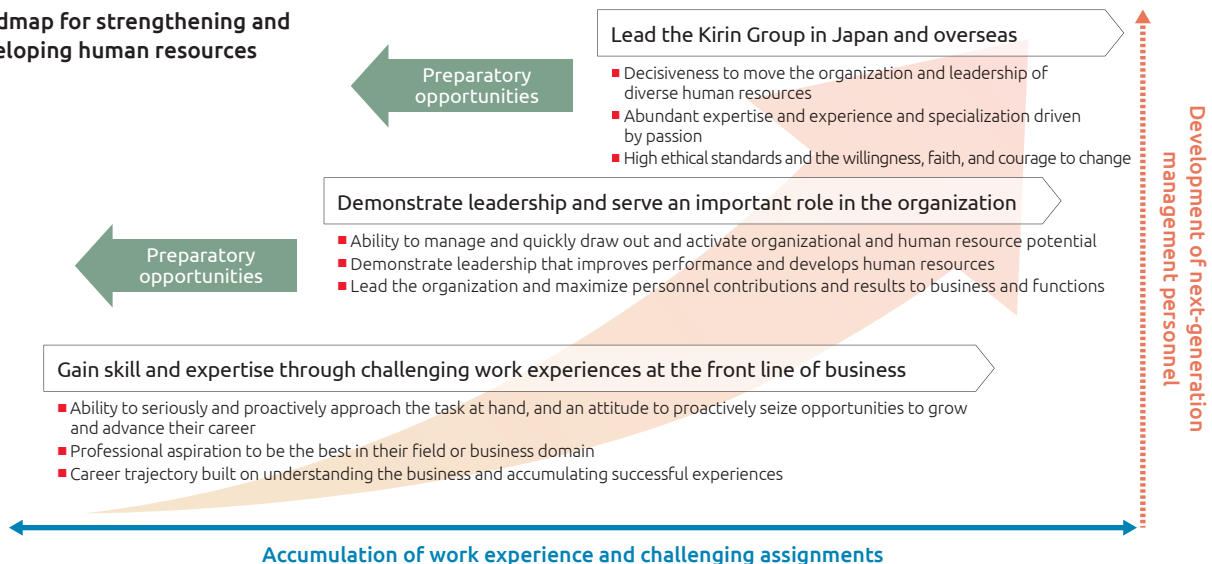 dmap for strengthening and
eloping human resources
Lead the Kirin Group in Japan and overseas
Preparatory
opportunities
■ Decisiveness to move the organization and leadership of
diverse human resources
■ Abundant expertise and experience and specialization driven
by passion
■ High ethical standards and the willingness, faith, and courage to change
Demonstrate leadership and serve an important role in the organization
Preparatory
opportunities
■ Ability to manage and quickly draw out and activate organizational and human resource potential
■ Demonstrate leadership that improves performance and develops human resources
■ Lead the organization and maximize personnel contributions and results to business and functions
Gain skill and expertise through challenging work experiences at the front line of business
■ Ability to seriously and proactively approach the task at hand, and an attitude to proactively seize opportunities to grow
and advance their career
■ Professional aspiration to be the best in their field or business domain
■ Career trajectory built on understanding the business and accumulating successful experiences
Development of next-generation
management personnel
Accumulation of work experience and challenging assignments